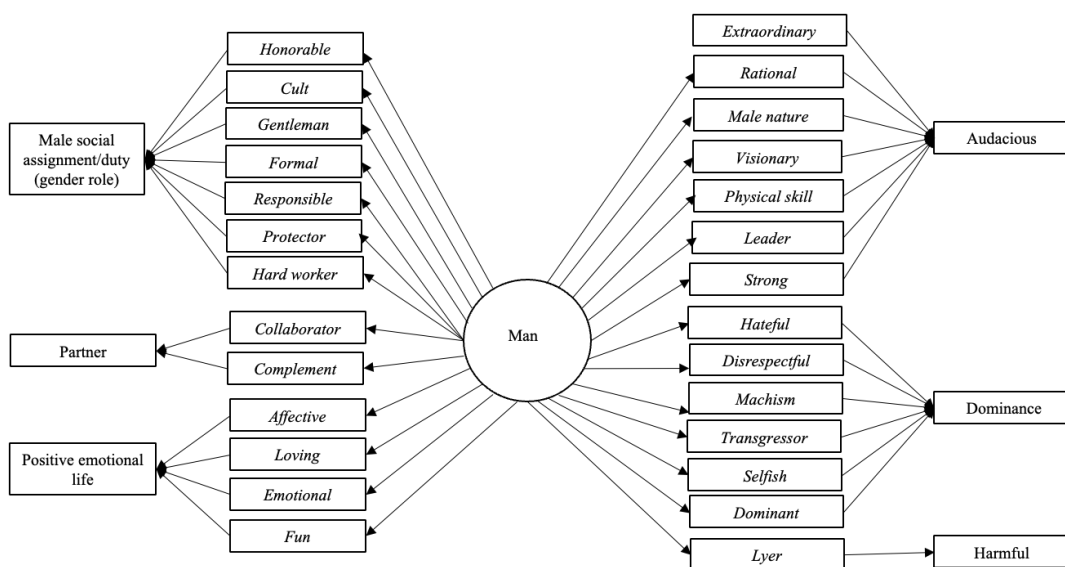 Honorable
Cult
Gentleman
Formal
Responsible
Protector
Hard worker
Male social
assignment/duty
(gender role)
Collaborator
Complement
Partner
Affective
Loving
Emotional
Fun
Positive emotional
life
Man
Extraordinary
Rational
Male nature
Visionary
Physical skill
Leader
Strong
Audacious
Hateful
Disrespectful
Machism
Transgressor
Selfish
Dominant
Dominance
Lyer
Harmful